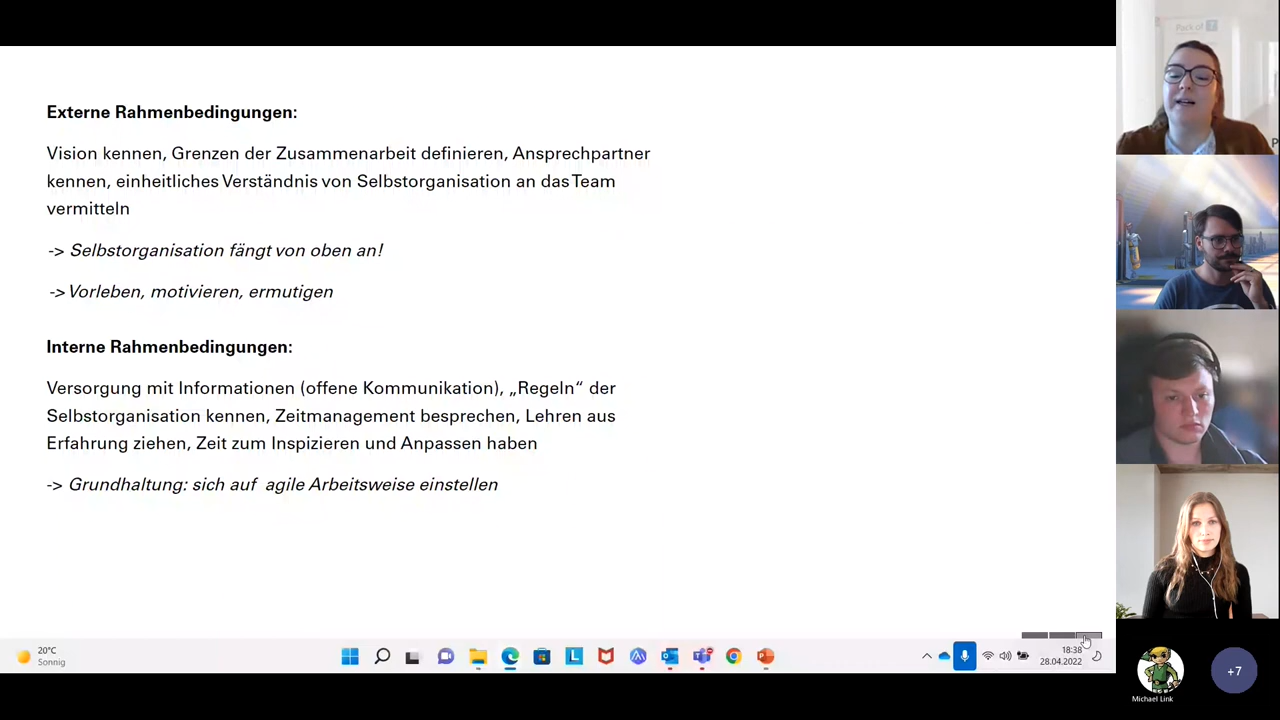 Externe Rahmenbedingungen:
Vision kennen, Grenzen der Zusammenarbeit definieren, Ansprechpartner
kennen, einheitliches Verständnis von Selbstorganisation an das Team
vermitteln
-> Selbstorganisation fängt von oben an!
-> Vorleben, motivieren, ermutigen
Interne Rahmenbedingungen:
Versorgung mit Informationen (offene Kommunikation), „Regeln“ der
Selbstorganisation kennen, Zeitmanagement besprechen, Lehren aus
Erfahrung ziehen, Zeit zum Inspizieren und Anpassen haben
-> Grundhaltung: sich auf agile Arbeitsweise einstellen
20°C
Sonnig
18:38
28.04.2022
Pack of 7
P
Michael Link
+7